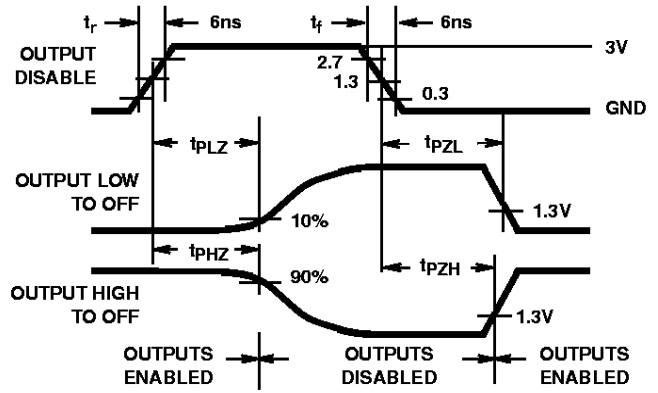 tr 6ns tf 6ns
OUTPUT
DISABLE
3V
2.7
1.3
0.3
GND
tPLZ tPZL
OUTPUT LOW
TO OFF
10%
1.3V
tPHZ tPZH
OUTPUT HIGH
TO OFF
90%
1.3V
OUTPUTS
ENABLED
OUTPUTS
DISABLED
OUTPUTS
ENABLED